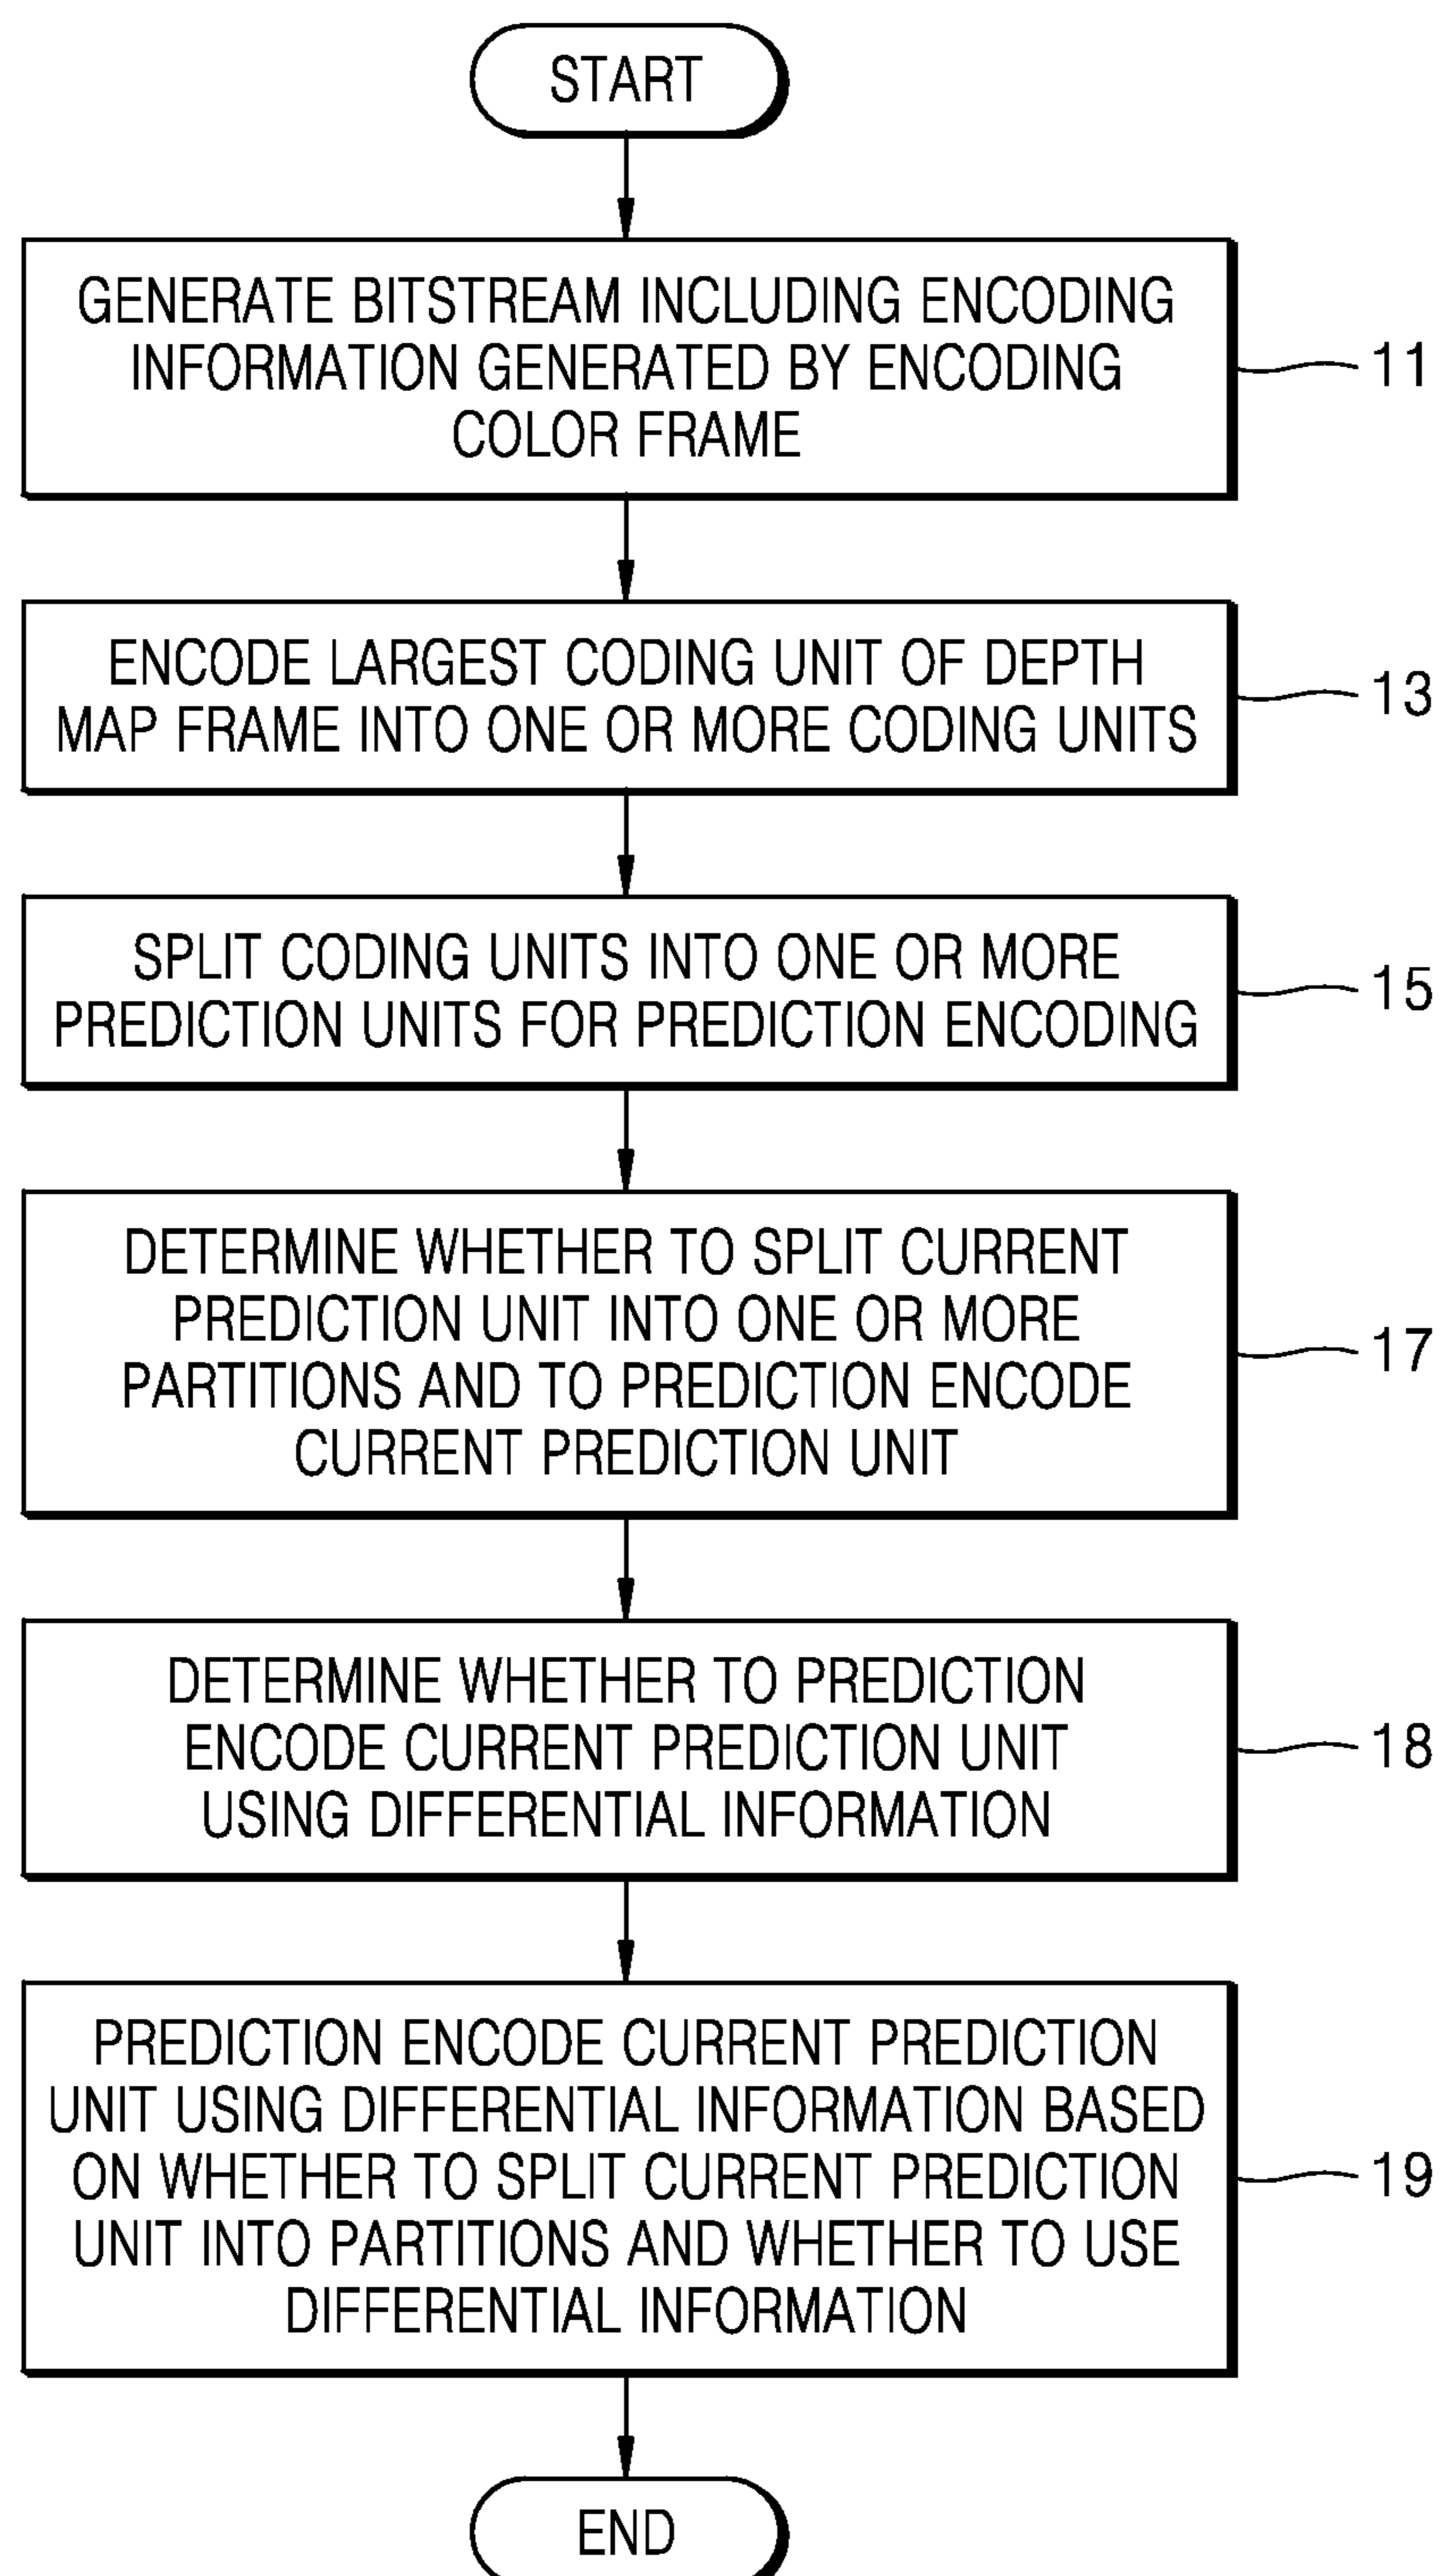 START
GENERATE BITSTREAM INCLUDING ENCODING
INFORMATION GENERATED BY ENCODING
COLOR FRAME
11
ENCODE LARGEST CODING UNIT OF DEPTH
MAP FRAME INTO ONE OR MORE CODING UNITS
13
SPLIT CODING UNITS INTO ONE OR MORE
PREDICTION UNITS FOR PREDICTION ENCODING
15
DETERMINE WHETHER TO SPLIT CURRENT
PREDICTION UNIT INTO ONE OR MORE
PARTITIONS AND TO PREDICTION ENCODE
CURRENT PREDICTION UNIT
17
DETERMINE WHETHER TO PREDICTION
ENCODE CURRENT PREDICTION UNIT
USING DIFFERENTIAL INFORMATION
18
PREDICTION ENCODE CURRENT PREDICTION
UNIT USING DIFFERENTIAL INFORMATION BASED
ON WHETHER TO SPLIT CURRENT PREDICTION
UNIT INTO PARTITIONS AND WHETHER TO USE
DIFFERENTIAL INFORMATION
19
END